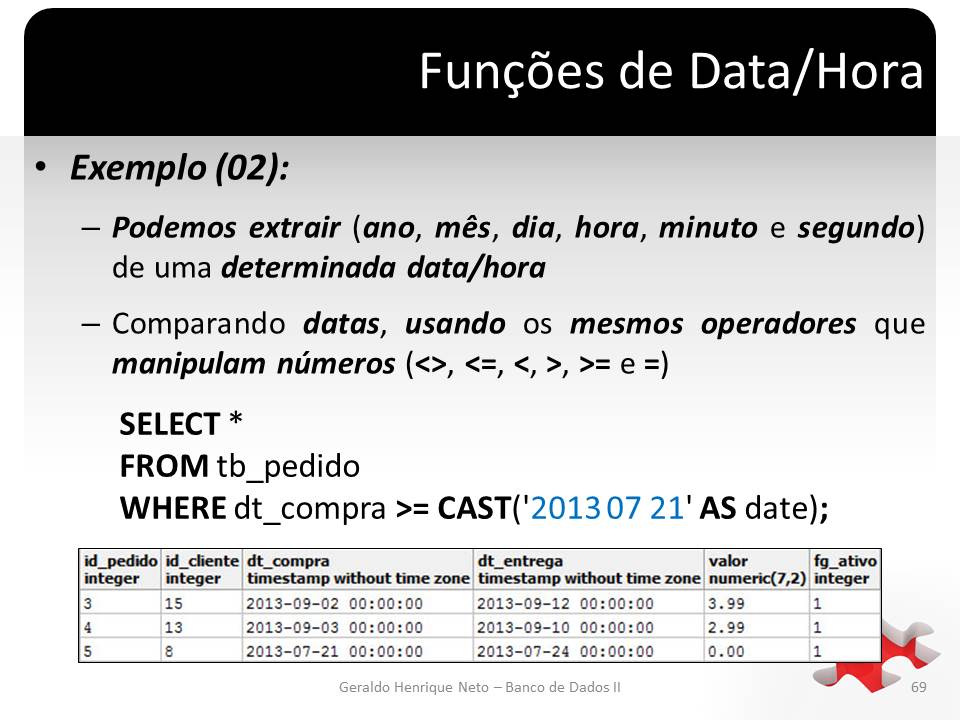 Funções de Data/Hora
• Exemplo (02):
– Podemos extrair (ano, mês, dia, hora, minuto e segundo)
de uma determinada data/hora
– Comparando datas, usando os mesmos operadores que
manipulam números (<>, <=, <, >, >= e =)
SELECT *
FROM tb_pedido
WHERE dt_compra >= CAST('2013 07 21' AS date);
id_pedido id_cliente dt_compra dt_entrega valor fg_ativo
integer integer timestamp without time zone timestamp without time zone numeric(7,2) integer
3 15 2013-09-02 00:00:00 2013-09-12 00:00:00 3.99 1
4 13 2013-09-03 00:00:00 2013-09-10 00:00:00 2.99 1
5 8 2013-07-21 00:00:00 2013-07-24 00:00:00 0.00 1
Geraldo Henrique Neto – Banco de Dados II 69